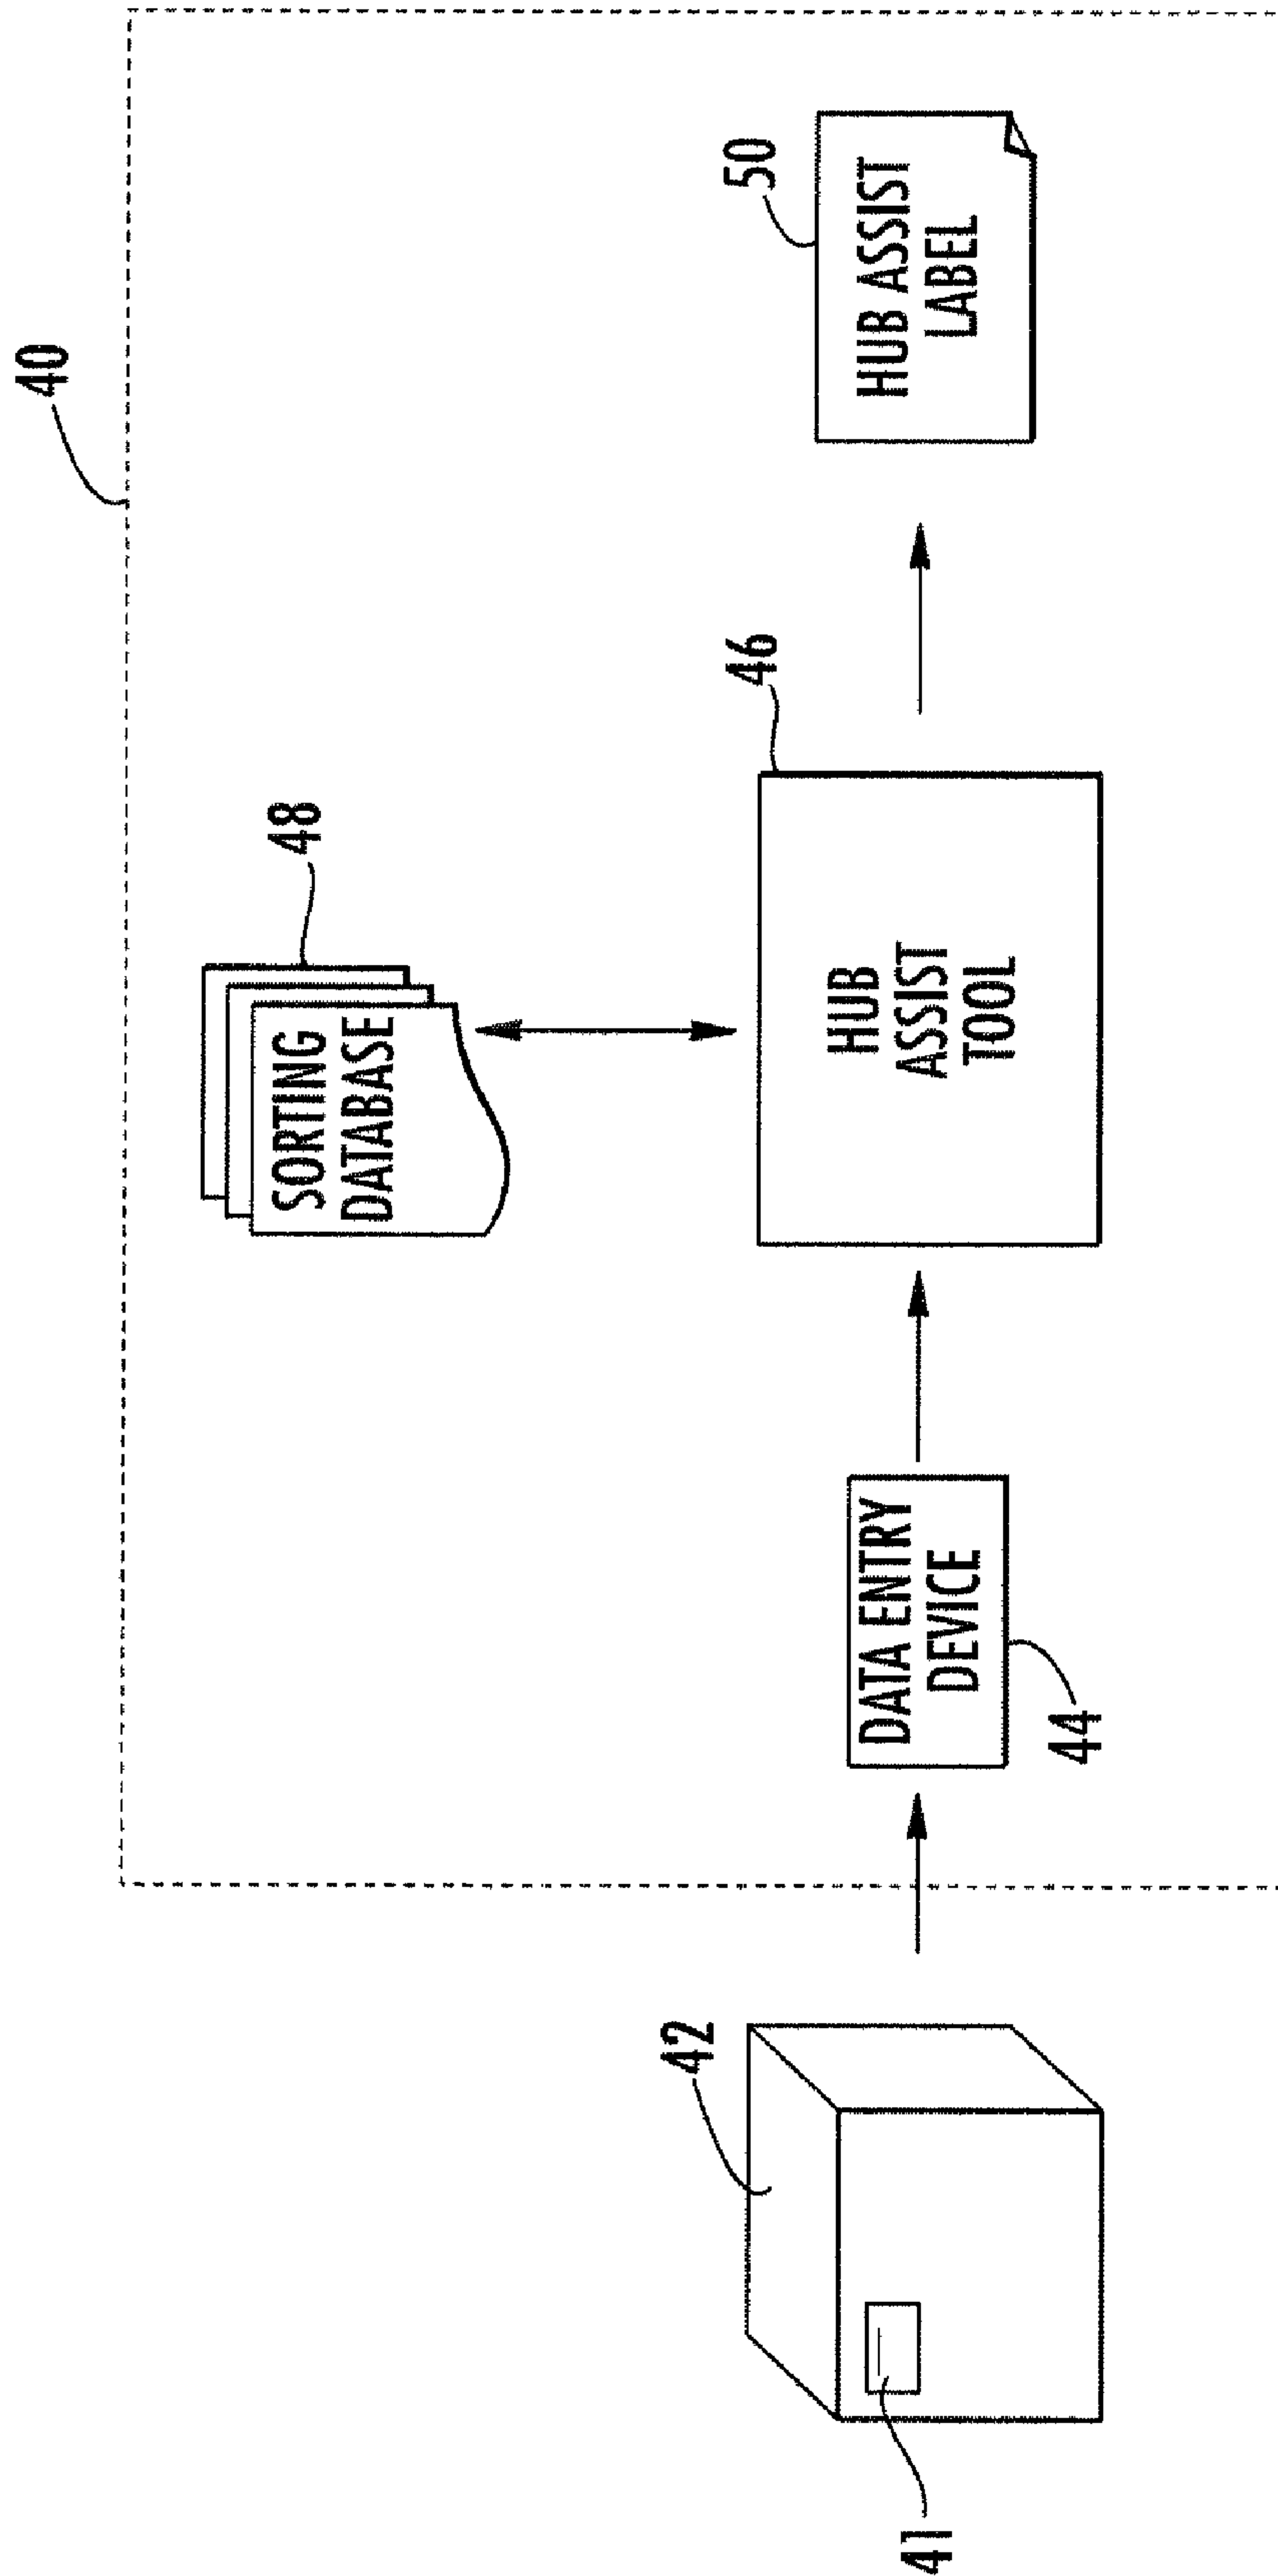 40
48
SORTING
DATABASE
42
46
50
DATA ENTRY
DEVICE
HUB
ASSIST
TOOL
HUB ASSIST
LABEL
41
44